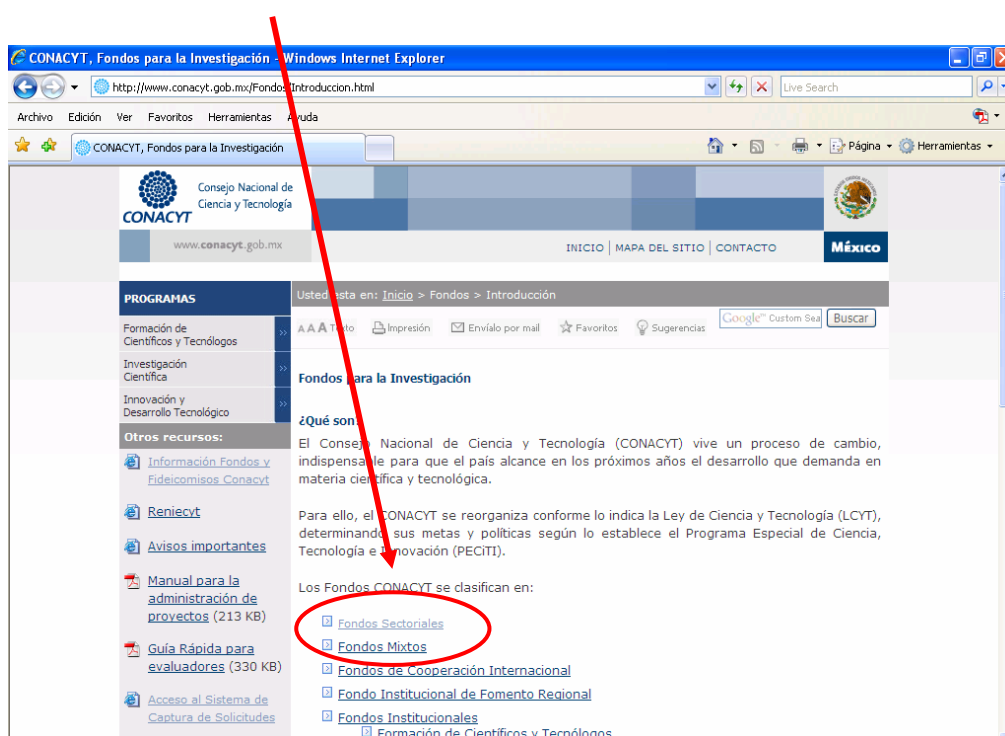 CONACYT, Fondos para la Investigación - Windows Internet Explorer
http://www.conacyt.gob.mx/Fondos/Introduccion.html
Live Search
Archivo Edición Ver Favoritos Herramientas Ayuda
CONACYT, Fondos para la Investigación
Página Herramientas
Consejo Nacional de
Ciencia y Tecnología
CONACYT
www.conacyt.gob.mx
INICIO | MAPA DEL SITIO | CONTACTO
México
PROGRAMAS
Formación de
Científicos y Tecnólogos
Investigación
Científica
Innovación y
Desarrollo Tecnológico
Otros recursos:
Información Fondos y
Fideicomisos Conacyt
Reniecyt
Avisos importantes
Manual para la
administración de
proyectos (213 KB)
Guía Rápida para
evaluadores (330 KB)
Acceso al Sistema de
Captura de Solicitudes
Usted esta en: Inicio > Fondos > Introducción
A A A Texto Impresión Envíalo por mail Favoritos Sugerencias
Google™ Custom Sea Buscar
Fondos para la Investigación
¿Qué son?
El Consejo Nacional de Ciencia y Tecnología (CONACYT) vive un proceso de cambio,
indispensable para que el país alcance en los próximos años el desarrollo que demanda en
materia científica y tecnológica.
Para ello, el CONACYT se reorganiza conforme lo indica la Ley de Ciencia y Tecnología (LCYT),
determinando sus metas y políticas según lo establece el Programa Especial de Ciencia,
Tecnología e Innovación (PECiTI).
Los Fondos CONACYT se clasifican en:
Fondos Sectoriales
Fondos Mixtos
Fondos de Cooperación Internacional
Fondo Institucional de Fomento Regional
Fondos Institucionales
Formación de Científicos y Tecnólogos